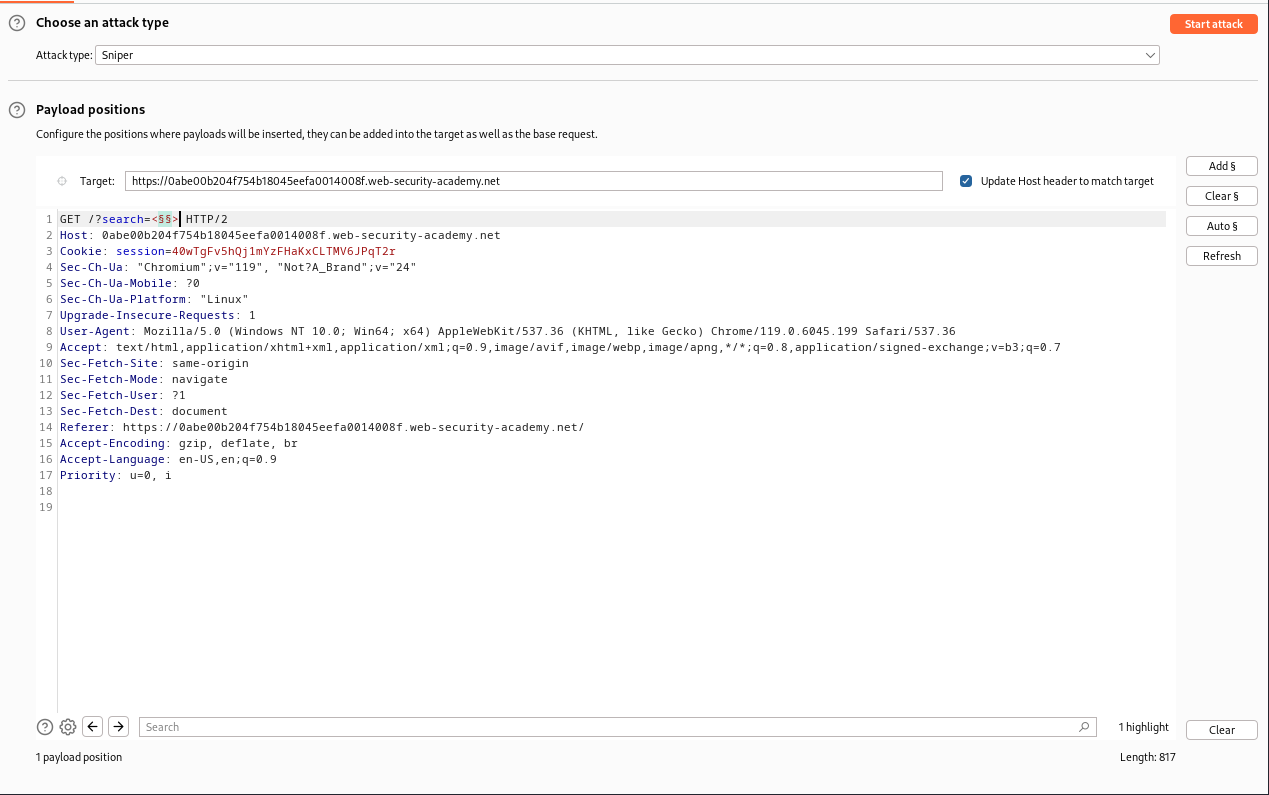 Choose an attack type
Start attack
Attack type: Sniper
Payload positions
Configure the positions where payloads will be inserted, they can be added into the target as well as the base request.
Add §
Target: https://0abe00b204f754b18045eefa0014008f.web-security-academy.net
Update Host header to match target
Clear §
Auto §
Refresh
1 GET /?search=<§§> HTTP/2
2 Host: 0abe00b204f754b18045eefa0014008f.web-security-academy.net
3 Cookie: session=40wTgFv5hQj1mYzFHaKxCLTMV6JPqT2r
4 Sec-Ch-Ua: "Chromium";v="119", "Not?A_Brand";v="24"
5 Sec-Ch-Ua-Mobile: ?0
6 Sec-Ch-Ua-Platform: "Linux"
7 Upgrade-Insecure-Requests: 1
8 User-Agent: Mozilla/5.0 (Windows NT 10.0; Win64; x64) AppleWebKit/537.36 (KHTML, like Gecko) Chrome/119.0.6045.199 Safari/537.36
9 Accept: text/html,application/xhtml+xml,application/xml;q=0.9,image/avif,image/webp,image/apng,*/*;q=0.8,application/signed-exchange;v=b3;q=0.7
10 Sec-Fetch-Site: same-origin
11 Sec-Fetch-Mode: navigate
12 Sec-Fetch-User: ?1
13 Sec-Fetch-Dest: document
14 Referer: https://0abe00b204f754b18045eefa0014008f.web-security-academy.net/
15 Accept-Encoding: gzip, deflate, br
16 Accept-Language: en-US,en;q=0.9
17 Priority: u=0, i
18
19
Search
1 highlight
Clear
1 payload position
Length: 817